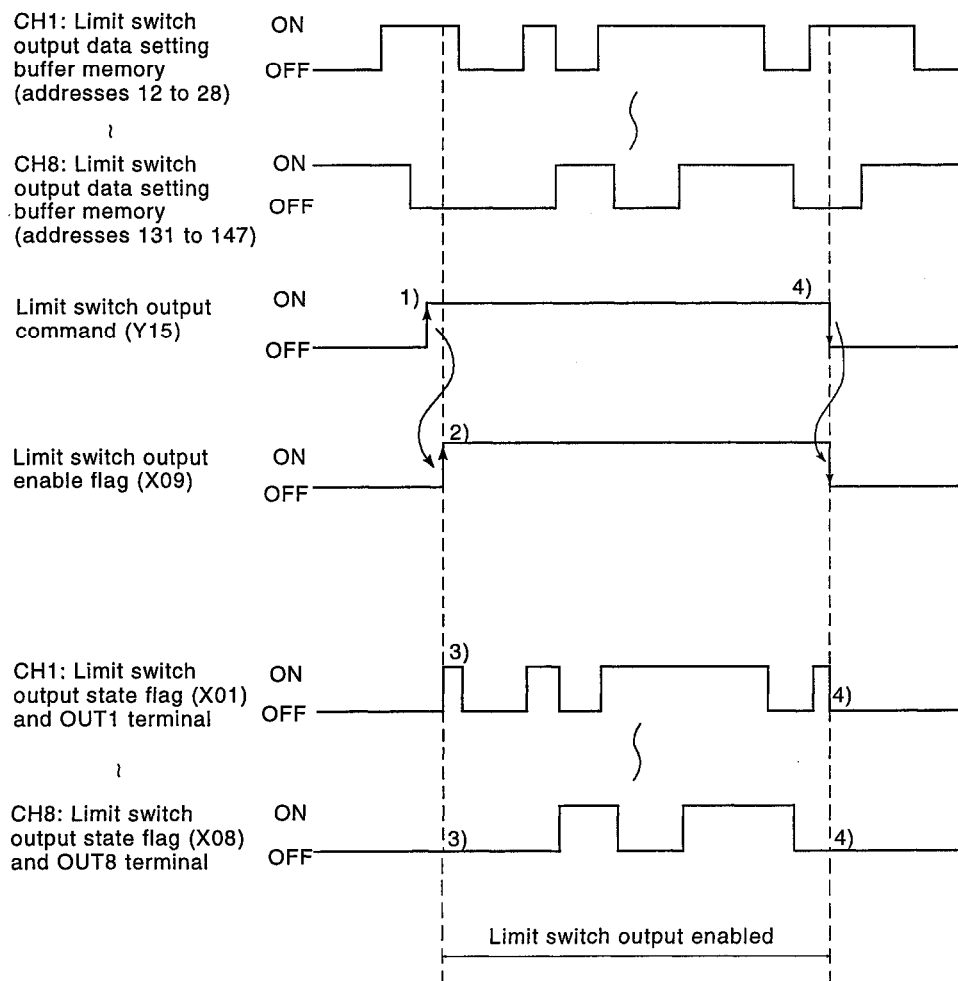 CH1: Limit switch
output data setting
buffer memory
(addresses 12 to 28)
ON
OFF
≀
CH8: Limit switch
output data setting
buffer memory
(addresses 131 to 147)
ON
OFF
Limit switch output
command (Y15)
ON
OFF
1)
4)
Limit switch output
enable flag (X09)
ON
OFF
2)
CH1: Limit switch
output state flag (X01)
and OUT1 terminal
ON
OFF
3)
4)
≀
CH8: Limit switch
output state flag (X08)
and OUT8 terminal
ON
OFF
3)
4)
Limit switch output enabled